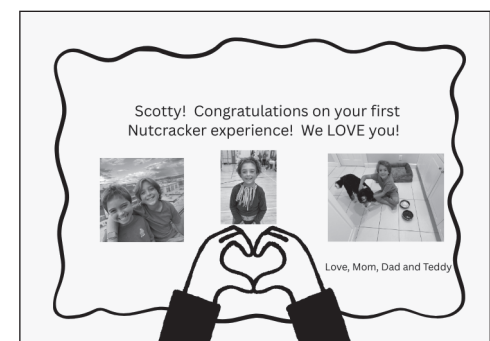 Scotty!  Congratulations on your first
Nutcracker experience!  We LOVE you!
Love, Mom, Dad and Teddy